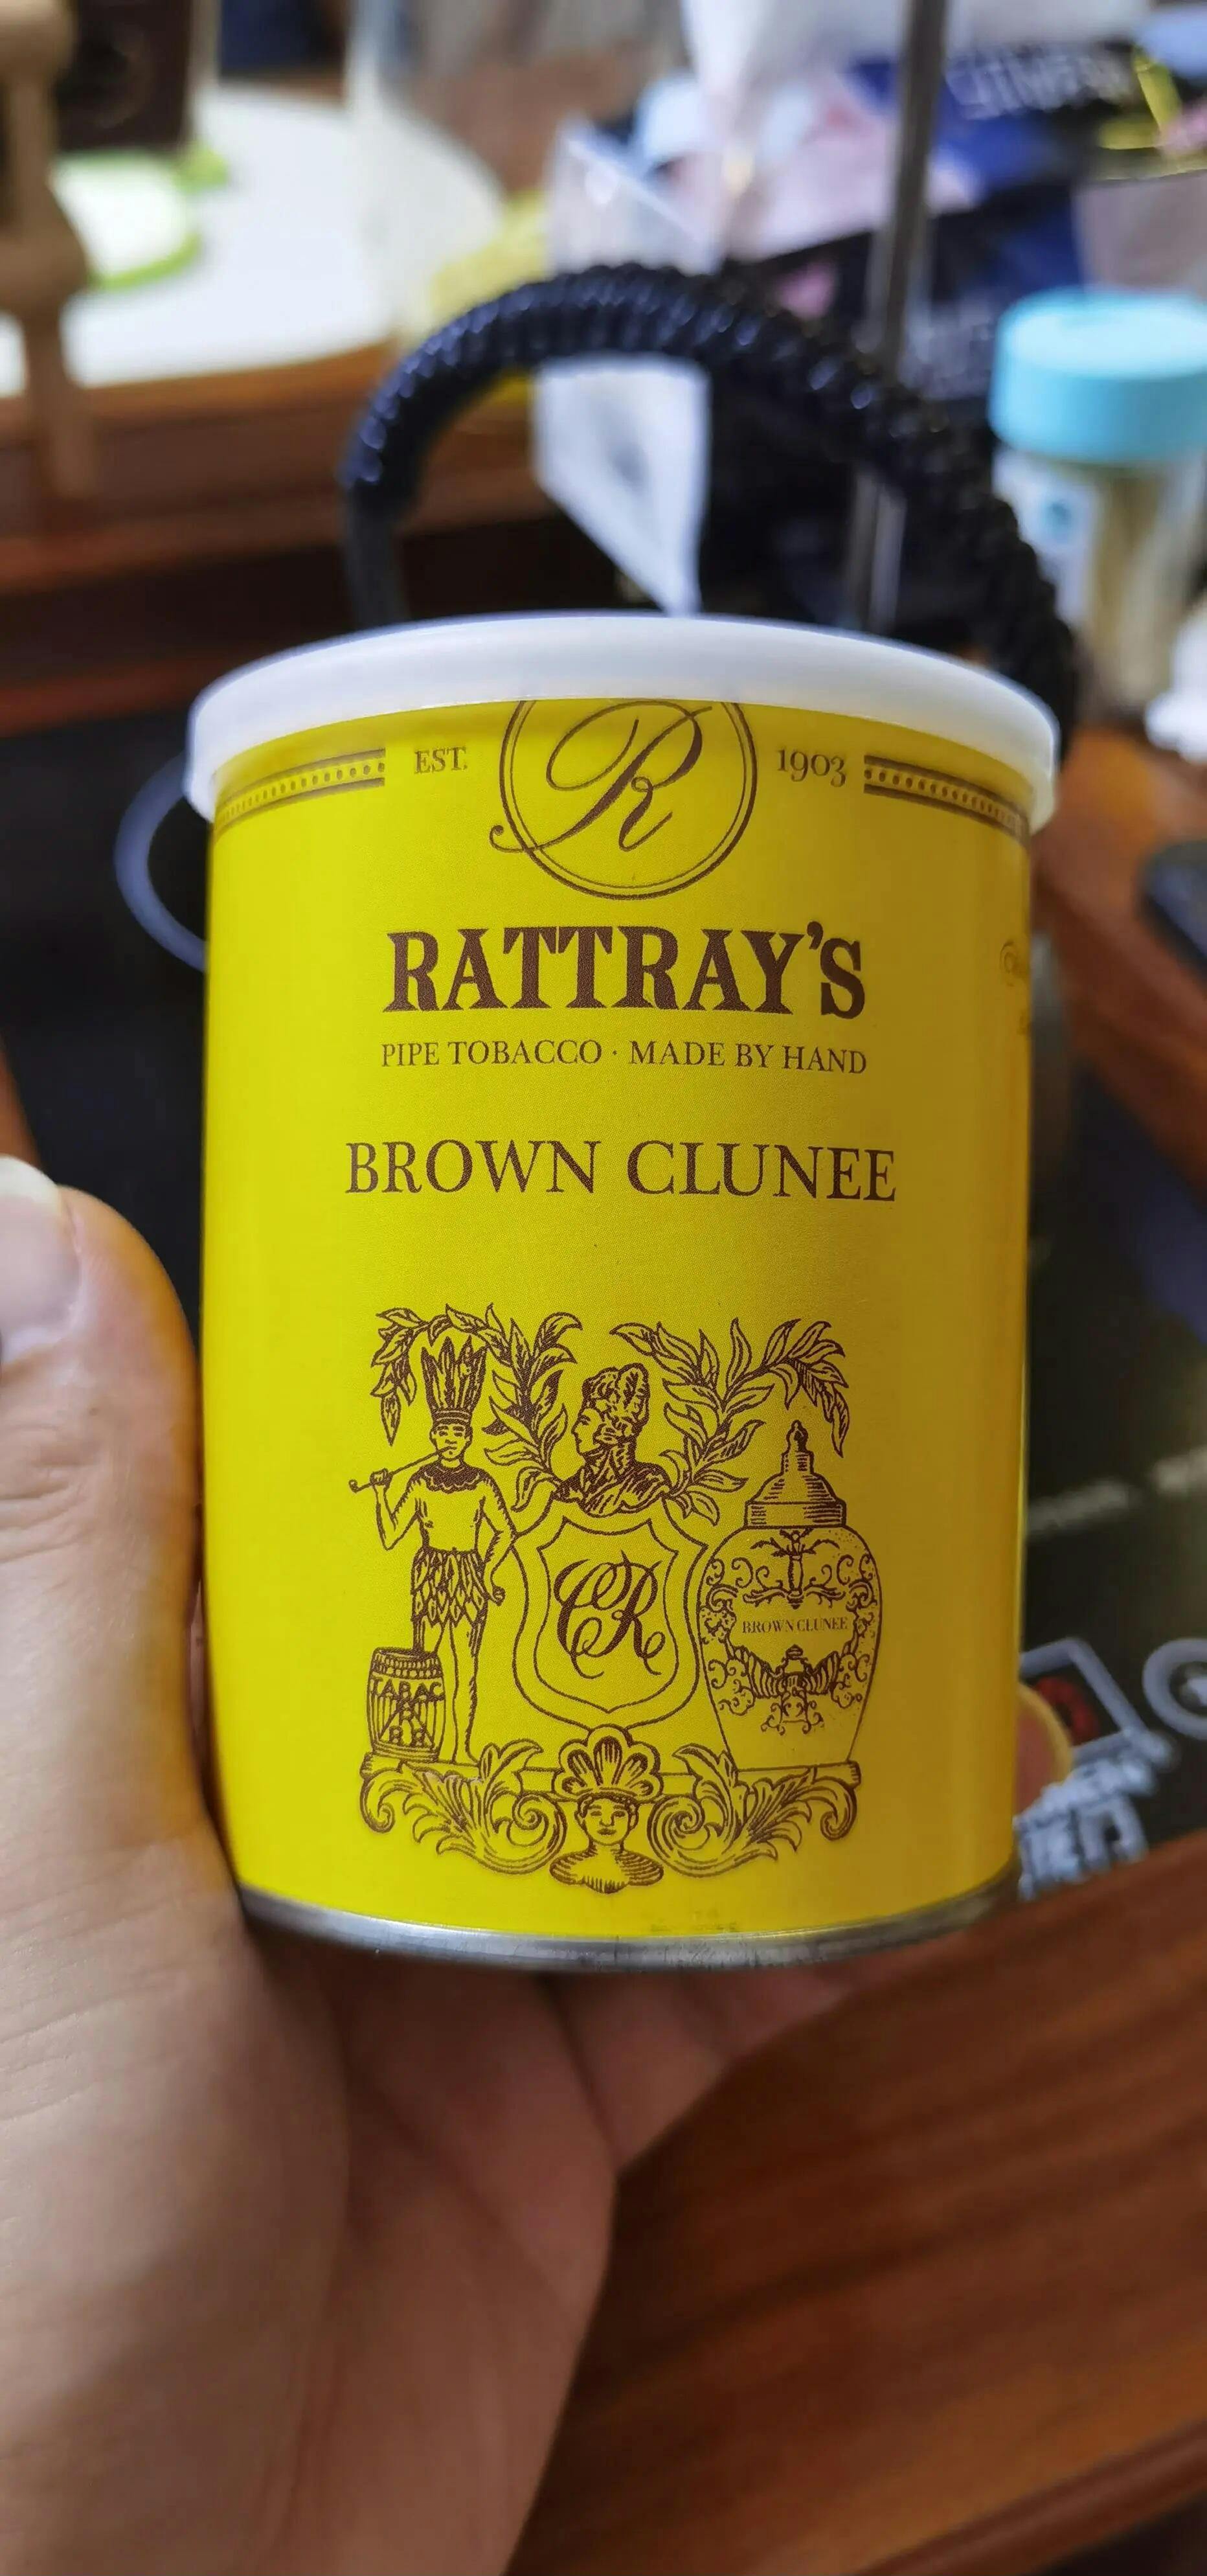 EST. R 1903
RATTRAY'S
PIPE TOBACCO · MADE BY HAND
BROWN CLUNEE
CR
BROWN CLUNEE
TABAC